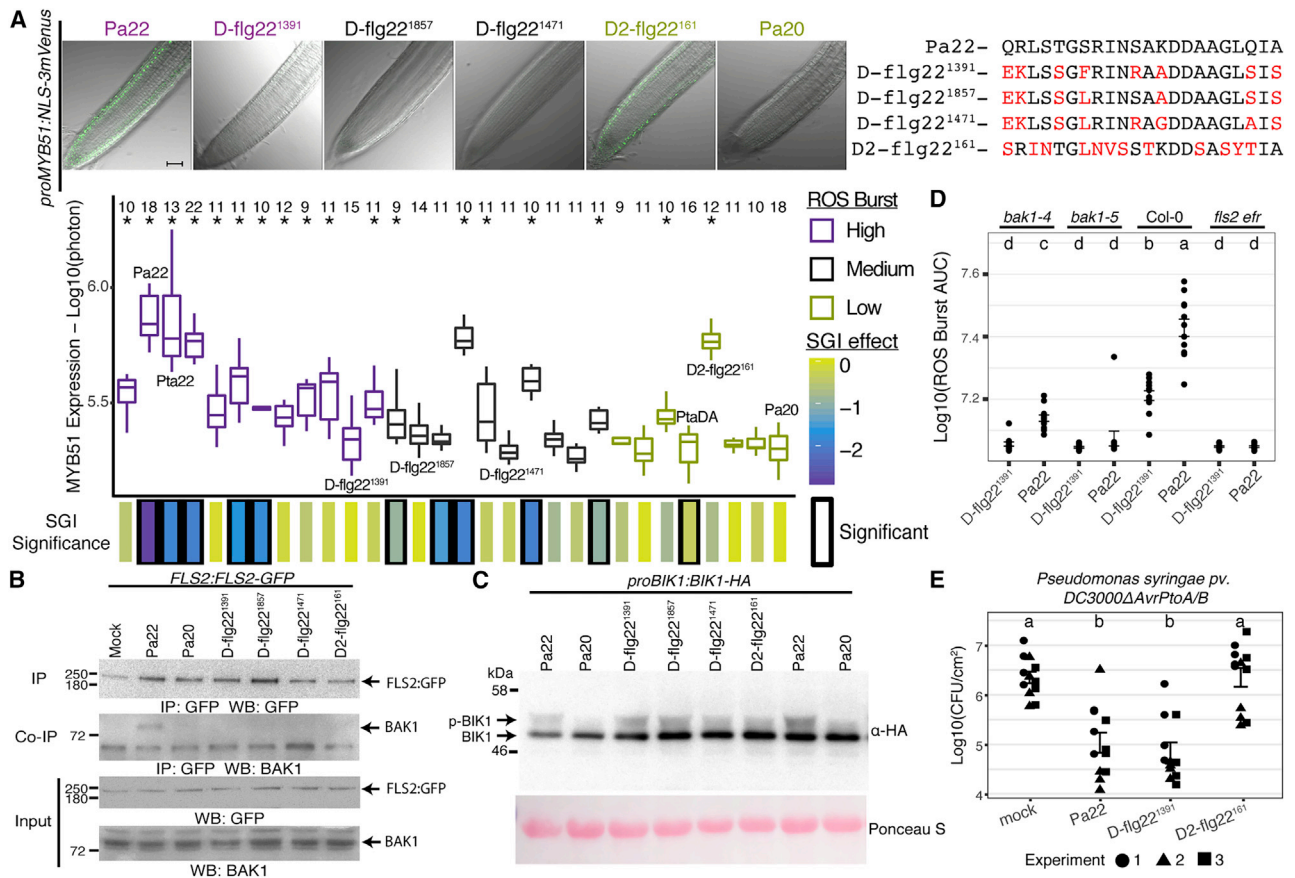 A
proMYB51:NLS-3mVenus
Pa22
D-flg22¹³⁹¹
D-flg22¹⁸⁵⁷
D-flg22¹⁴⁷¹
D2-flg22¹⁶¹
Pa20
Pa22- QRLSTGSRINSAKDDAAGLQIA
D-flg22¹³⁹¹- EKLSSGFRINRAADDAAGLSIS
D-flg22¹⁸⁵⁷- EKLSSGLRINSAADDAAGLSIS
D-flg22¹⁴⁷¹- EKLSSGLRINRAGDDAAGLAIS
D2-flg22¹⁶¹- SRINTGLNVSSTKDDSASYTIA
10 18 13 22 11 11 10 12 9 11 15 11 9 14 11 10 11 11 10 11 11 11 9 11 10 16 12 11 10 18
* * * * * * * * * * * * * * * * * *
MYB51 Expression – Log10(photon)
6.0
5.5
Pa22
Pta22
D-flg22¹³⁹¹
D-flg22¹⁸⁵⁷
D-flg22¹⁴⁷¹
D2-flg22¹⁶¹
PtaDA
Pa20
ROS Burst
High
Medium
Low
SGI effect
0
−1
−2
SGI Significance
Significant
D
bak1-4 bak1-5 Col-0 fls2 efr
d c d d b a d d
Log10(ROS Burst AUC)
7.6
7.4
7.2
D-flg22¹³⁹¹
Pa22
D-flg22¹³⁹¹
Pa22
D-flg22¹³⁹¹
Pa22
D-flg22¹³⁹¹
Pa22
B
FLS2:FLS2-GFP
Mock
Pa22
Pa20
D-flg22¹³⁹¹
D-flg22¹⁸⁵⁷
D-flg22¹⁴⁷¹
D2-flg22¹⁶¹
IP
250
180
FLS2:GFP
IP: GFP WB: GFP
Co-IP
72
BAK1
IP: GFP WB: BAK1
Input
250
180
FLS2:GFP
WB: GFP
72
BAK1
WB: BAK1
C
proBIK1:BIK1-HA
Pa22
Pa20
D-flg22¹³⁹¹
D-flg22¹⁸⁵⁷
D-flg22¹⁴⁷¹
D2-flg22¹⁶¹
Pa22
Pa20
kDa
58
p-BIK1
BIK1
46
α-HA
Ponceau S
E
Pseudomonas syringae pv.
DC3000ΔAvrPtoA/B
a b b a
Log10(CFU/cm²)
7
6
5
4
mock
Pa22
D-flg22¹³⁹¹
D2-flg22¹⁶¹
Experiment 1 2 3